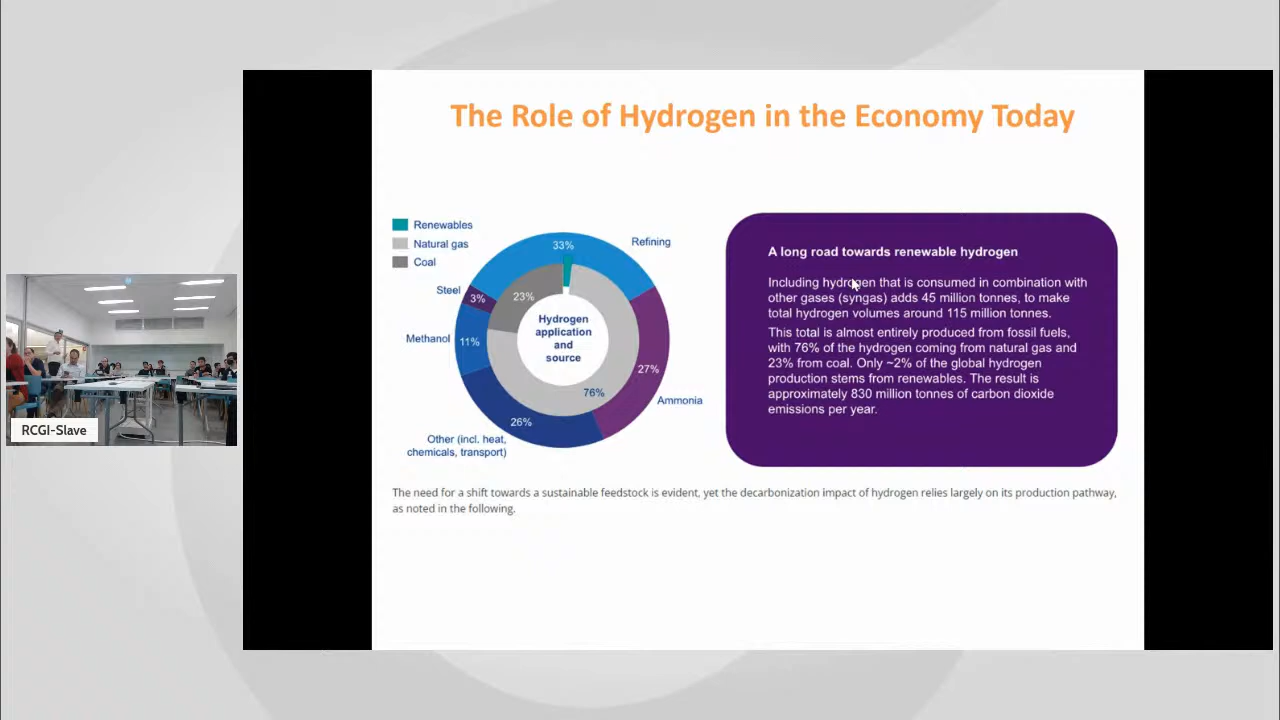 The Role of Hydrogen in the Economy Today
Renewables
Natural gas
Coal
33%
Refining
Steel
3%
23%
Methanol
11%
Hydrogen
application
and
source
27%
76%
Ammonia
26%
Other (incl. heat,
chemicals, transport)
A long road towards renewable hydrogen
Including hydrogen that is consumed in combination with
other gases (syngas) adds 45 million tonnes, to make
total hydrogen volumes around 115 million tonnes.
This total is almost entirely produced from fossil fuels,
with 76% of the hydrogen coming from natural gas and
23% from coal. Only ~2% of the global hydrogen
production stems from renewables. The result is
approximately 830 million tonnes of carbon dioxide
emissions per year.
The need for a shift towards a sustainable feedstock is evident, yet the decarbonization impact of hydrogen relies largely on its production pathway,
as noted in the following.
RCGI-Slave